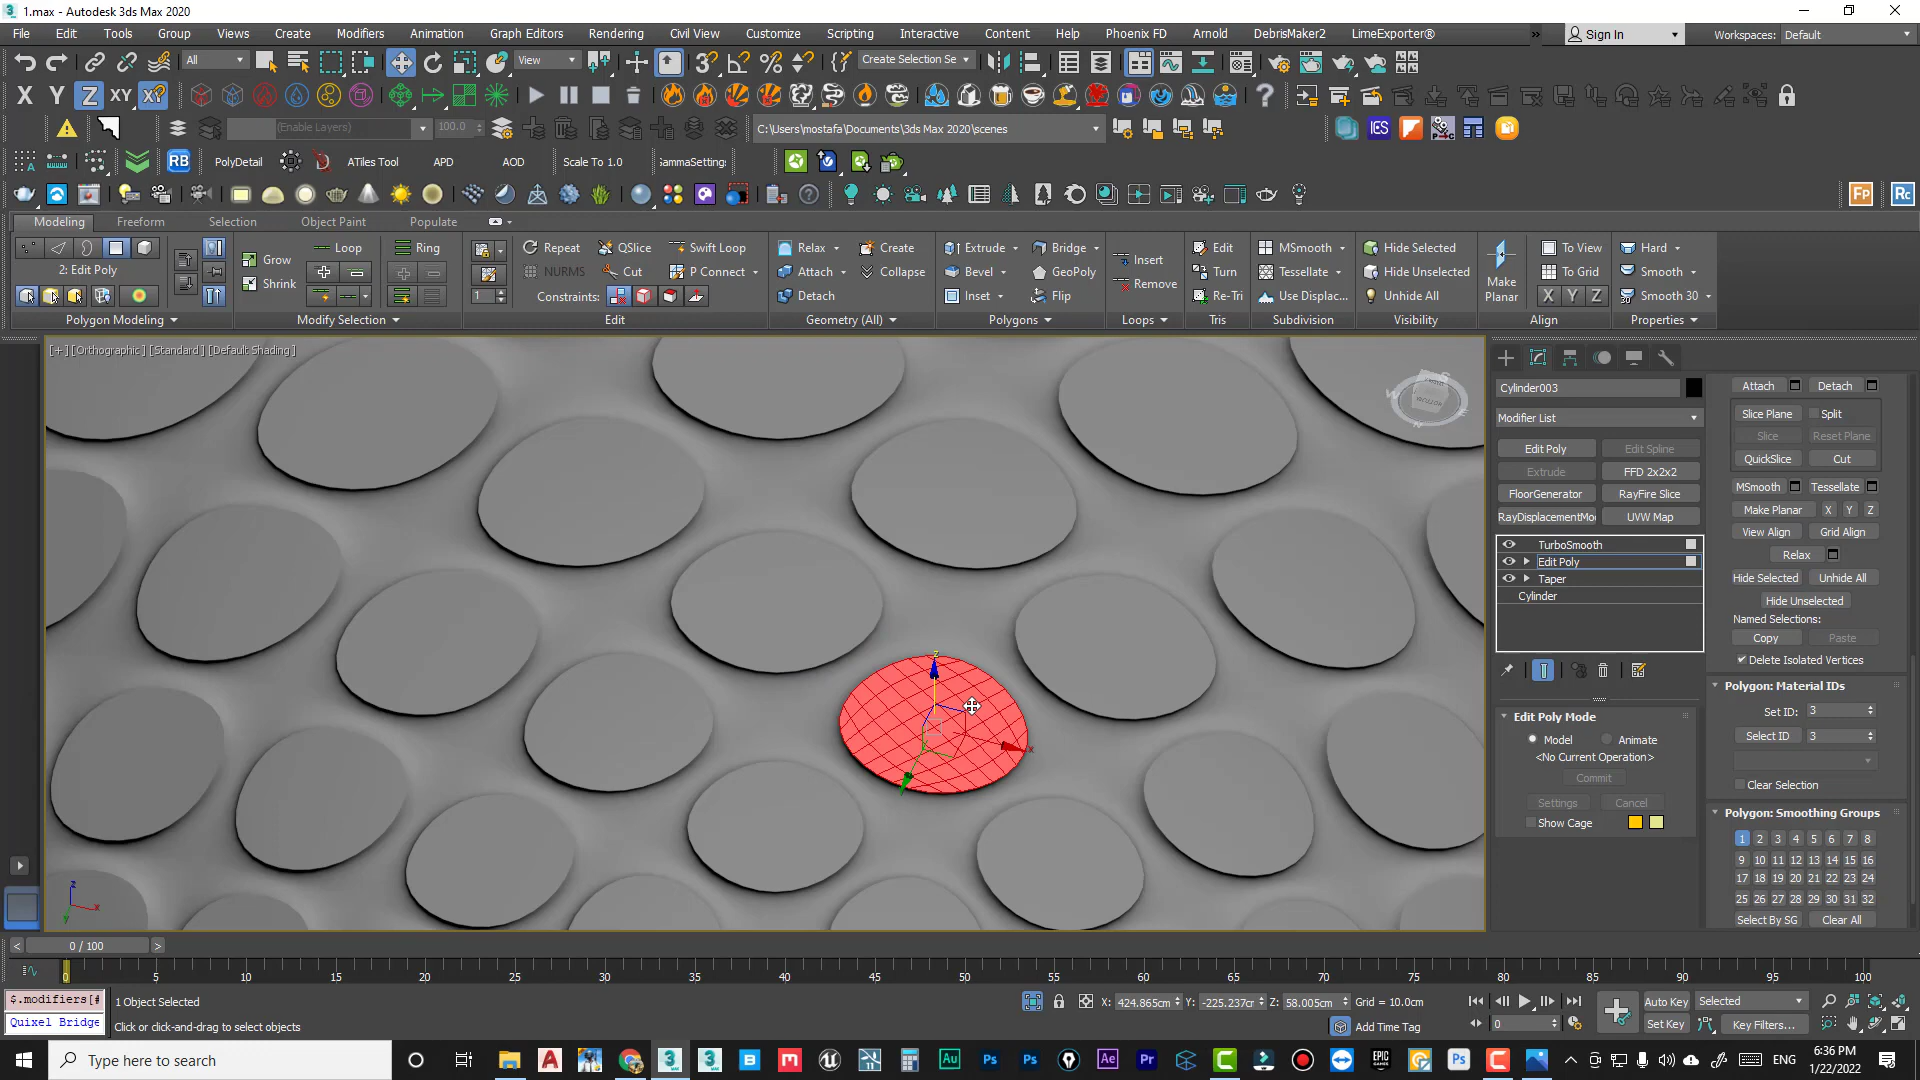 1.max - Autodesk 3ds Max 2020
File Edit Tools Group Views Create Modifiers Animation Graph Editors Rendering Civil View Customize Scripting Interactive Content Help Phoenix FD Arnold DebrisMaker2 LimeExporter® Sign In Workspaces: Default
All View Create Selection Se
X Y Z XY
(Enable Layers) 100.0 C:\Users\mostafa\Documents\3ds Max 2020\scenes
RB PolyDetail ATiles Tool APD AOD Scale To 1.0 GammaSetting
Modeling Freeform Selection Object Paint Populate
Loop Ring Repeat QSlice Swift Loop Relax Create Extrude Bridge Insert Edit MSmooth Hide Selected To View Hard
2: Edit Poly Grow Shrink NURMS Cut P Connect Attach Collapse Bevel GeoPoly Remove Turn Tessellate Hide Unselected Make Planar To Grid Smooth
1 Constraints: Detach Inset Flip Re-Tri Use Displac... Unhide All X Y Z Smooth 30
Polygon Modeling Modify Selection Edit Geometry (All) Polygons Loops Tris Subdivision Visibility Align Properties
[+] [Orthographic] [Standard] [Default Shading]
Cylinder003
Modifier List
Edit Poly Edit Spline
Extrude FFD 2x2x2
FloorGenerator RayFire Slice
RayDisplacementMo UVW Map
TurboSmooth
Edit Poly
Taper
Cylinder
Edit Poly Mode
Model Animate
<No Current Operation>
Commit
Settings Cancel
Show Cage
Attach Detach
Slice Plane Split
Slice Reset Plane
QuickSlice Cut
MSmooth Tessellate
Make Planar X Y Z
View Align Grid Align
Relax
Hide Selected Unhide All
Hide Unselected
Named Selections:
Copy Paste
Delete Isolated Vertices
Polygon: Material IDs
Set ID: 3
Select ID 3
Clear Selection
Polygon: Smoothing Groups
1 2 3 4 5 6 7 8
9 10 11 12 13 14 15 16
17 18 19 20 21 22 23 24
25 26 27 28 29 30 31 32
Select By SG Clear All
0 / 100
0 5 10 15 20 25 30 35 40 45 50 55 60 65 70 75 80 85 90 95 100
$.modifiers[# 1 Object Selected X: 424.865cm Y: -225.237cm Z: 58.005cm Grid = 10.0cm Auto Key Selected
Quixel Bridge Click or click-and-drag to select objects Add Time Tag 0 Set Key Key Filters...
Type here to search ENG 6:36 PM
1/22/2022